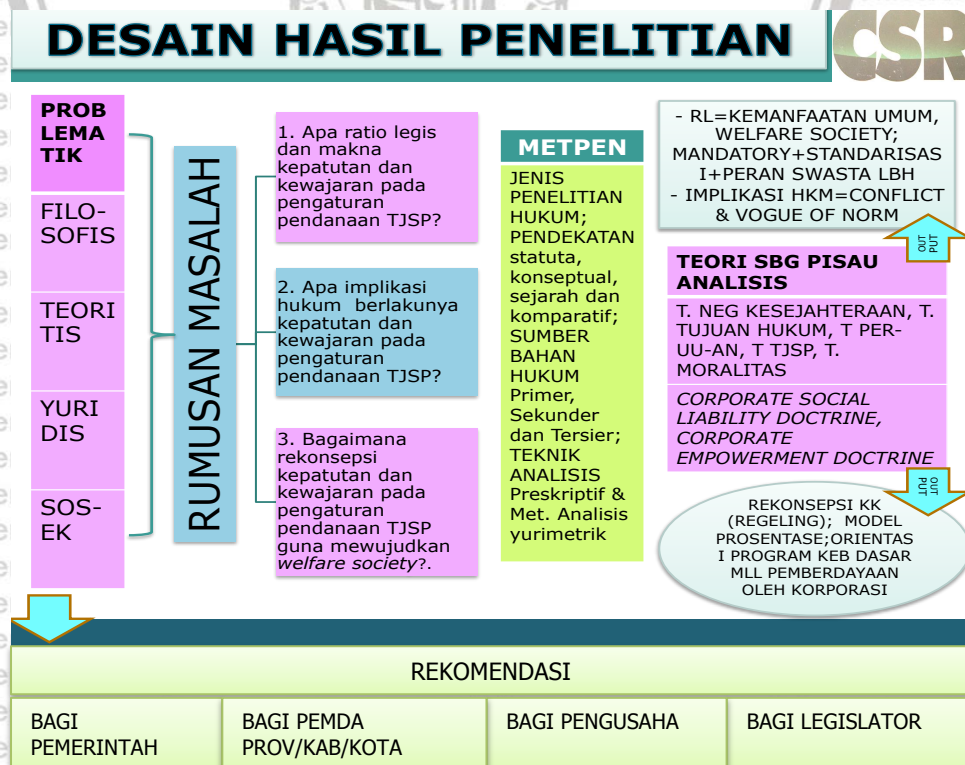 DESAIN HASIL PENELITIAN
CSR
PROB
LEMA
TIK
FILO-
SOFIS
TEORI
TIS
YURI
DIS
SOS-
EK
RUMUSAN MASALAH
1. Apa ratio legis
dan makna
kepatutan dan
kewajaran pada
pengaturan
pendanaan TJSP?
2. Apa implikasi
hukum berlakunya
kepatutan dan
kewajaran pada
pengaturan
pendanaan TJSP?
3. Bagaimana
rekonsepsi
kepatutan dan
kewajaran pada
pengaturan
pendanaan TJSP
guna mewujudkan
welfare society?.
METPEN
JENIS
PENELITIAN
HUKUM;
PENDEKATAN
statuta,
konseptual,
sejarah dan
komparatif;
SUMBER
BAHAN
HUKUM
Primer,
Sekunder
dan Tersier;
TEKNIK
ANALISIS
Preskriptif &
Met. Analisis
yurimetrik
- RL=KEMANFAATAN UMUM,
WELFARE SOCIETY;
MANDATORY+STANDARISAS
I+PERAN SWASTA LBH
- IMPLIKASI HKM=CONFLICT
& VOGUE OF NORM
OUT
PUT
TEORI SBG PISAU
ANALISIS
T. NEG KESEJAHTERAAN, T.
TUJUAN HUKUM, T PER-
UU-AN, T TJSP, T.
MORALITAS
CORPORATE SOCIAL
LIABILITY DOCTRINE,
CORPORATE
EMPOWERMENT DOCTRINE
OUT
PUT
REKONSEPSI KK
(REGELING); MODEL
PROSENTASE;ORIENTAS
I PROGRAM KEB DASAR
MLL PEMBERDAYAAN
OLEH KORPORASI
REKOMENDASI
BAGI
PEMERINTAH
BAGI PEMDA
PROV/KAB/KOTA
BAGI PENGUSAHA
BAGI LEGISLATOR